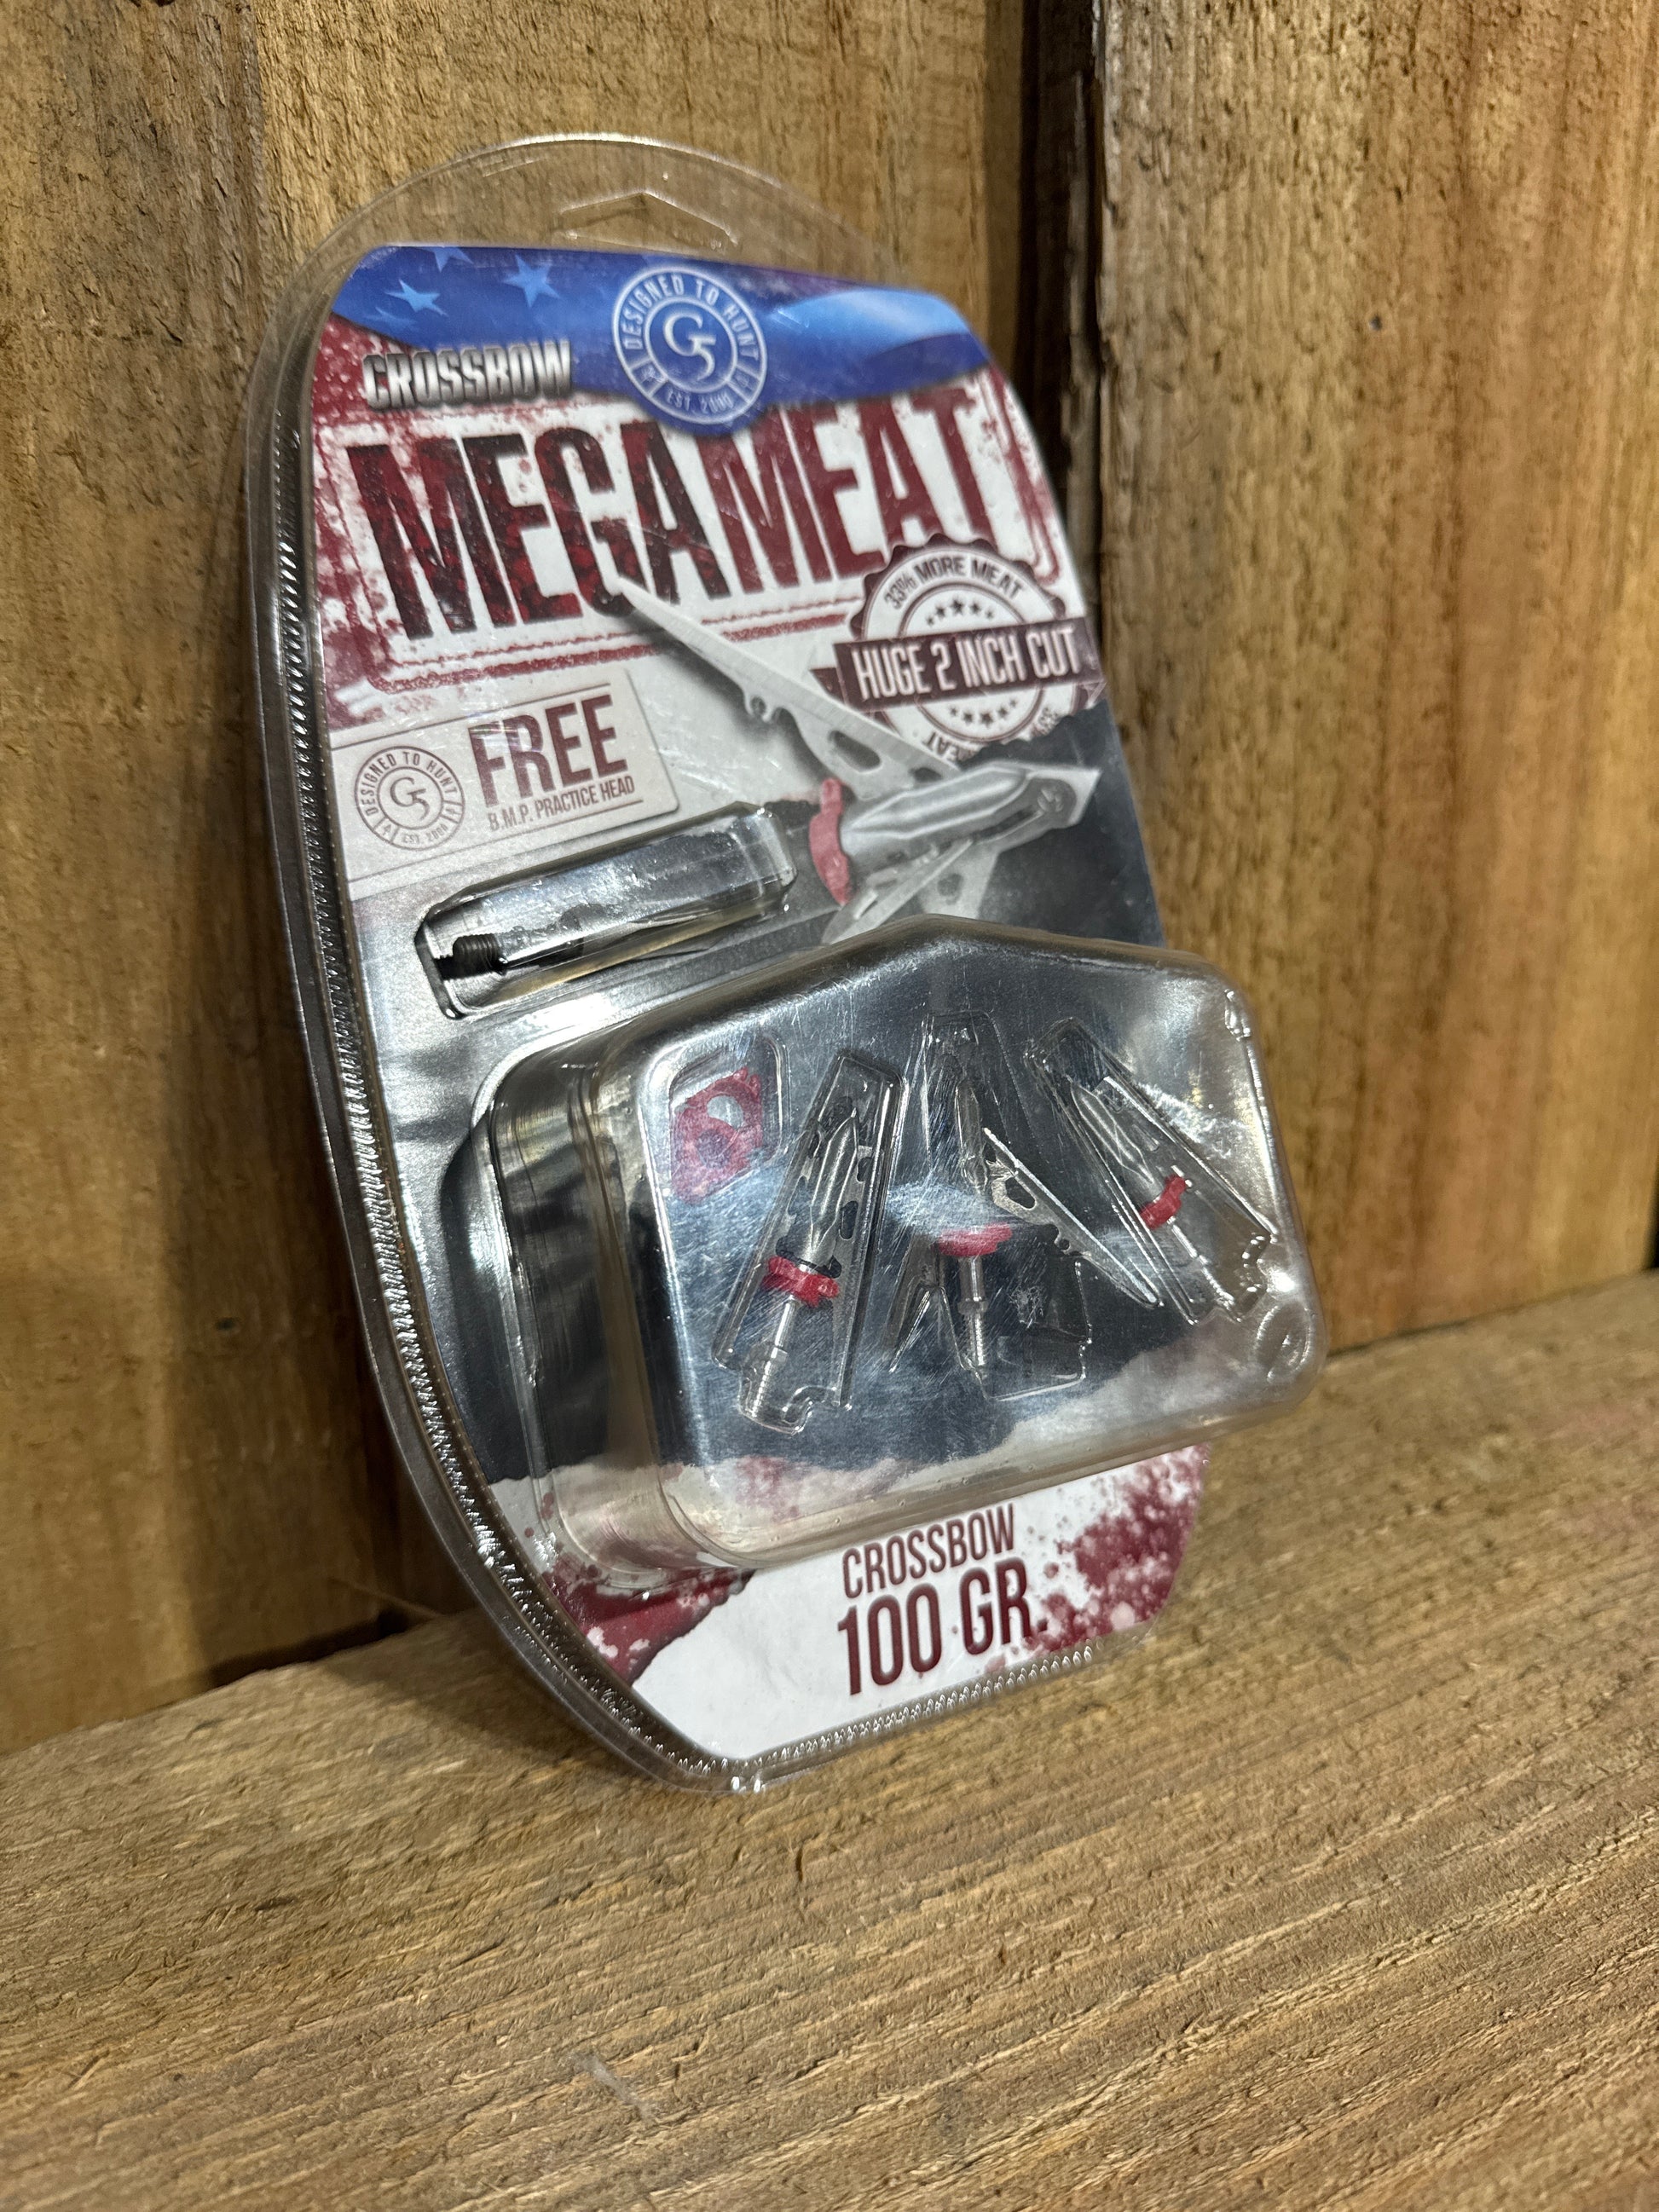 DESIGNED TO HUNT
G5
EST. 2000
CROSSBOW
MEGAMEAT
33% MORE MEAT
HUGE 2 INCH CUT
DESIGNED TO HUNT
G5
EST. 2000
FREE
B.M.P. PRACTICE HEAD
CROSSBOW
100 GR.